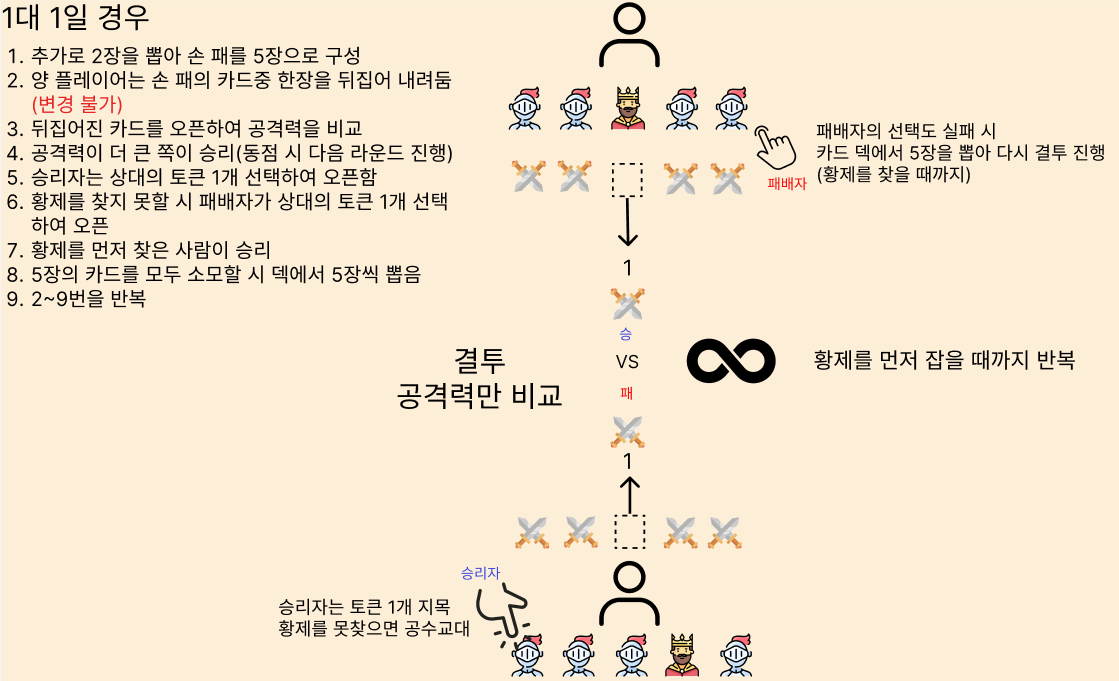 1대 1일 경우
1. 추가로 2장을 뽑아 손 패를 5장으로 구성
2. 양 플레이어는 손 패의 카드중 한장을 뒤집어 내려둠
(변경 불가)
3. 뒤집어진 카드를 오픈하여 공격력을 비교
4. 공격력이 더 큰 쪽이 승리(동점 시 다음 라운드 진행)
5. 승리자는 상대의 토큰 1개 선택하여 오픈함
6. 황제를 찾지 못할 시 패배자가 상대의 토큰 1개 선택
하여 오픈
7. 황제를 먼저 찾은 사람이 승리
8. 5장의 카드를 모두 소모할 시 덱에서 5장씩 뽑음
9. 2~9번을 반복
패배자의 선택도 실패 시
카드 덱에서 5장을 뽑아 다시 결투 진행
(황제를 찾을 때까지)
패배자
1
승
VS
패
1
결투
공격력만 비교
황제를 먼저 잡을 때까지 반복
승리자
승리자는 토큰 1개 지목
황제를 못찾으면 공수교대